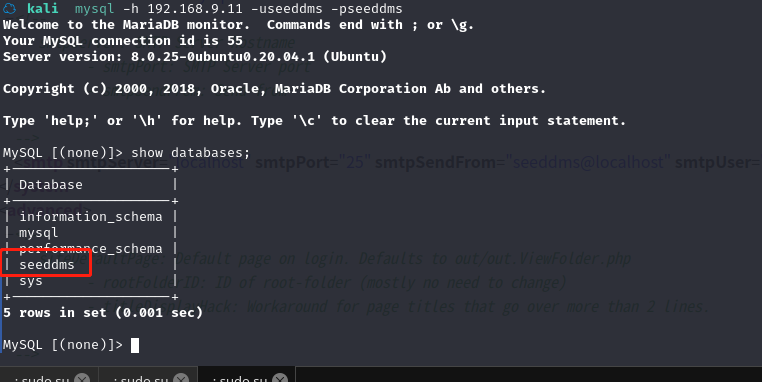 kali mysql -h 192.168.9.11 -useeddms -pseeddms
Welcome to the MariaDB monitor. Commands end with ; or \g.
Your MySQL connection id is 55
Server version: 8.0.25-0ubuntu0.20.04.1 (Ubuntu)
Copyright (c) 2000, 2018, Oracle, MariaDB Corporation Ab and others.
Type 'help;' or '\h' for help. Type '\c' to clear the current input statement.
MySQL [(none)]> show databases;
<smtp smtpServer="localhost" smtpPort="25" smtpSendFrom="seeddms@localhost" smtpUser=
+--------------------+
| Database           |
+--------------------+
| information_schema |
| mysql              |
| performance_schema |
Default page on login. Defaults to out/out.ViewFolder.php
| seeddms            |
- rootFolderID: ID of root-folder (mostly no need to change)
| sys                |
+--------------------+
Workaround for page titles that go over more than 2 lines.
5 rows in set (0.001 sec)
MySQL [(none)]>
: sudo su
: sudo su
: sudo su